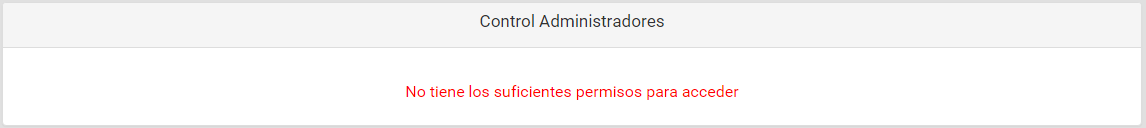 Control Administradores
No tiene los suficientes permisos para acceder